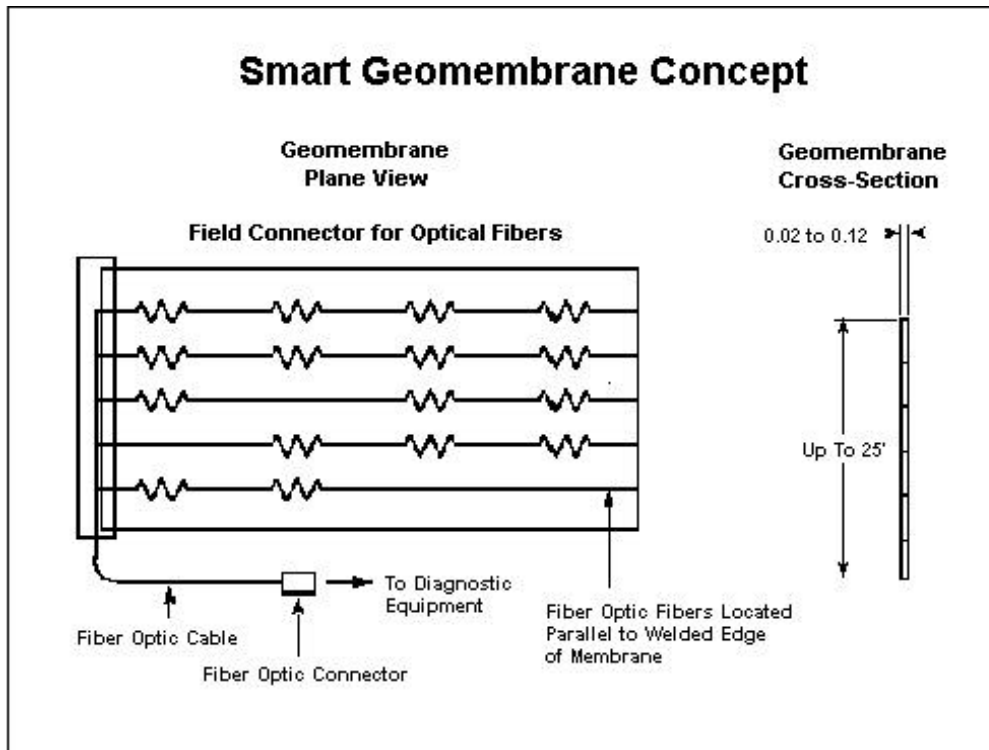 Smart Geomembrane Concept
Geomembrane
Plane View
Geomembrane
Cross-Section
Field Connector for Optical Fibers
0.02 to 0.12
Up To 25'
To Diagnostic
Equipment
Fiber Optic Cable
Fiber Optic Connector
Fiber Optic Fibers Located
Parallel to Welded Edge
of Membrane